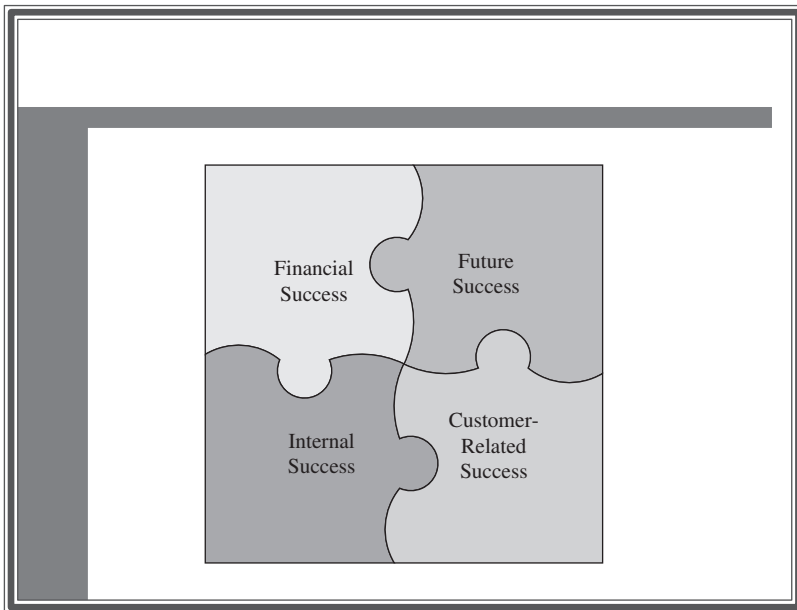 Financial
Success
Future
Success
Internal
Success
Customer-
Related
Success